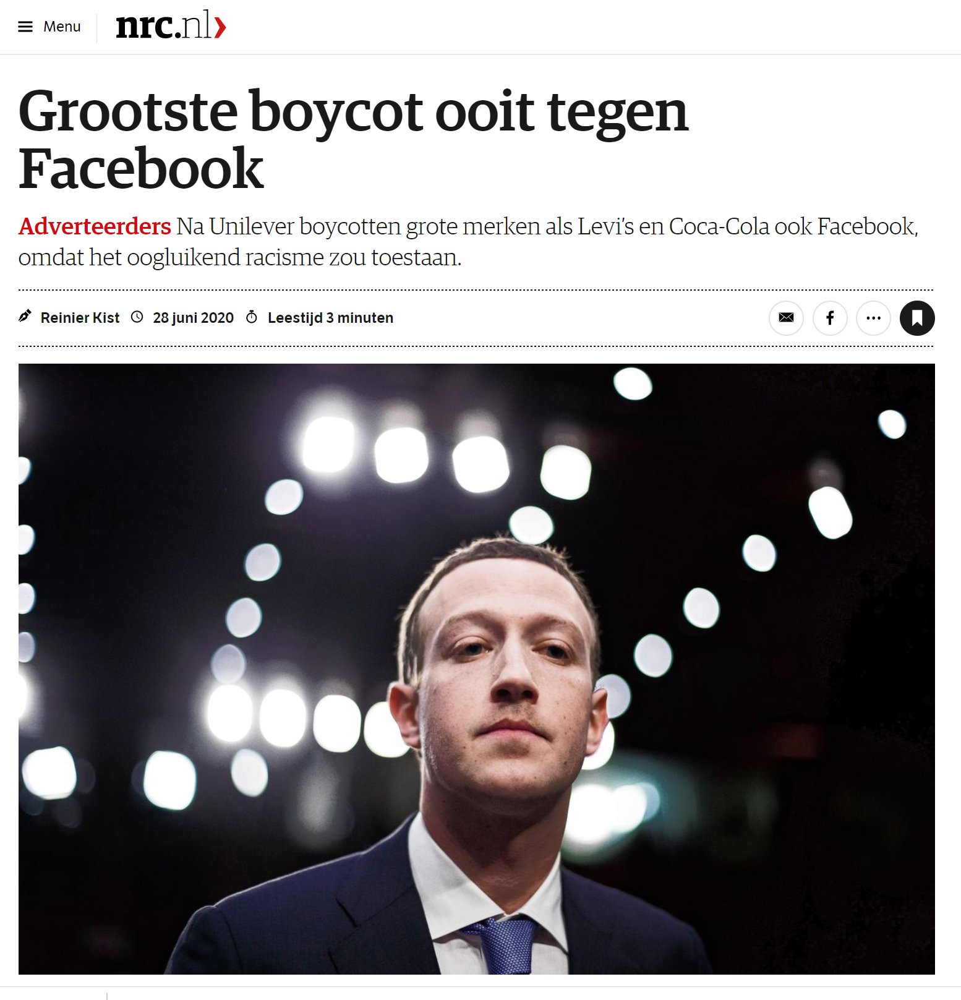 Menu
nrc.nl
Grootste boycot ooit tegen
Facebook
Adverteerders Na Unilever boycotten grote merken als Levi's en Coca-Cola ook Facebook,
omdat het oogluikend racisme zou toestaan.
Reinier Kist 28 juni 2020 Leestijd 3 minuten